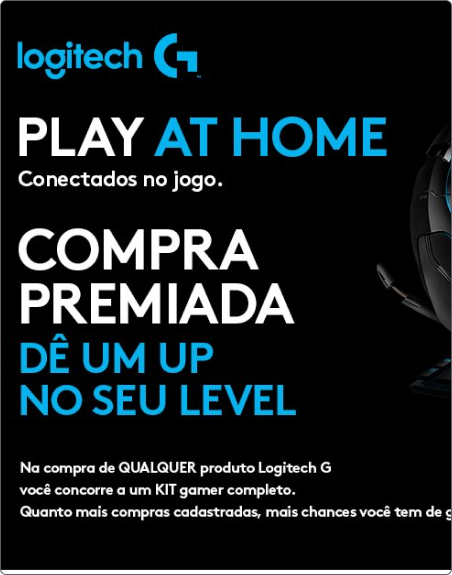 logitech G
PLAY AT HOME
Conectados no jogo.
COMPRA
PREMIADA
DÊ UM UP
NO SEU LEVEL
Na compra de QUALQUER produto Logitech G
você concorre a um KIT gamer completo.
Quanto mais compras cadastradas, mais chances você tem de